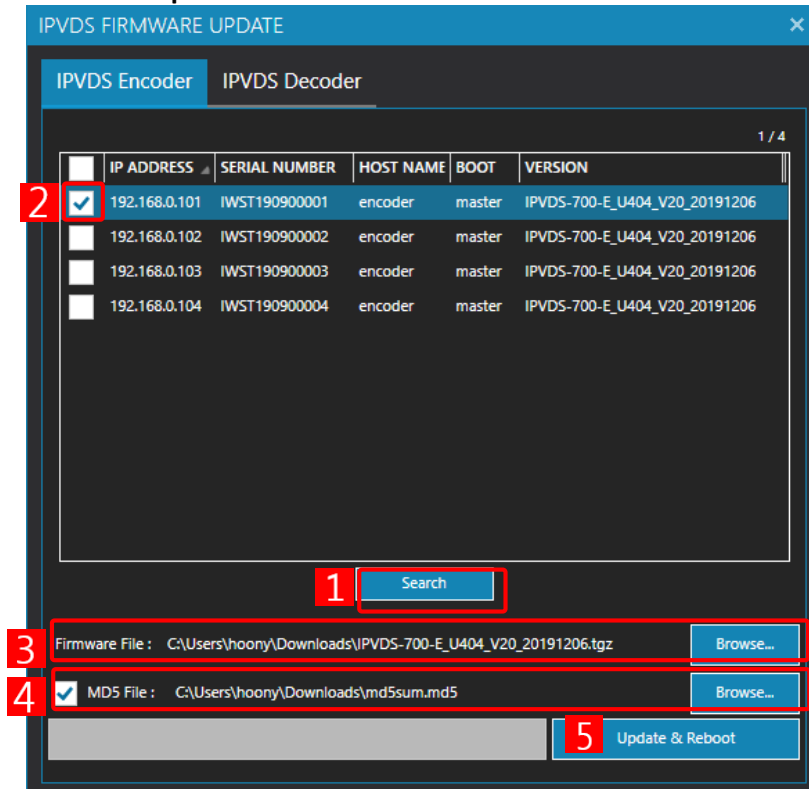 IPVDS FIRMWARE UPDATE ×
IPVDS Encoder IPVDS Decoder
1 / 4
IP ADDRESS SERIAL NUMBER HOST NAME BOOT VERSION
2 192.168.0.101 IWST190900001 encoder master IPVDS-700-E_U404_V20_20191206
192.168.0.102 IWST190900002 encoder master IPVDS-700-E_U404_V20_20191206
192.168.0.103 IWST190900003 encoder master IPVDS-700-E_U404_V20_20191206
192.168.0.104 IWST190900004 encoder master IPVDS-700-E_U404_V20_20191206
1 Search
3 Firmware File : C:\Users\hoony\Downloads\IPVDS-700-E_U404_V20_20191206.tgz Browse...
4 MD5 File : C:\Users\hoony\Downloads\md5sum.md5 Browse...
5 Update & Reboot